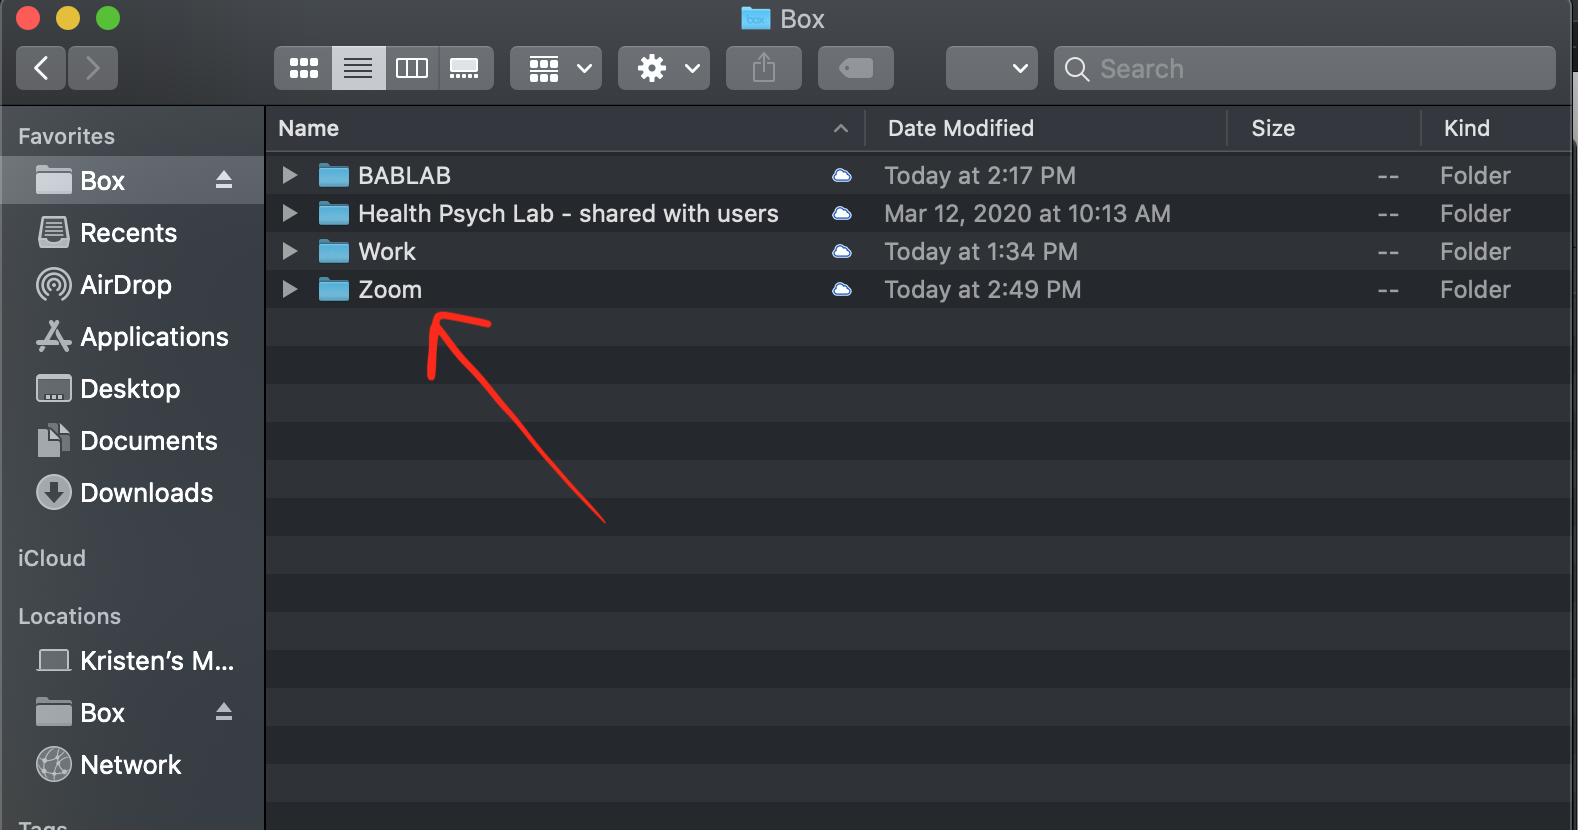 Box
Search
Favorites
Box
Recents
AirDrop
Applications
Desktop
Documents
Downloads
iCloud
Locations
Kristen’s M...
Box
Network
Tags
Name Date Modified Size Kind
BABLAB Today at 2:17 PM -- Folder
Health Psych Lab - shared with users Mar 12, 2020 at 10:13 AM -- Folder
Work Today at 1:34 PM -- Folder
Zoom Today at 2:49 PM -- Folder